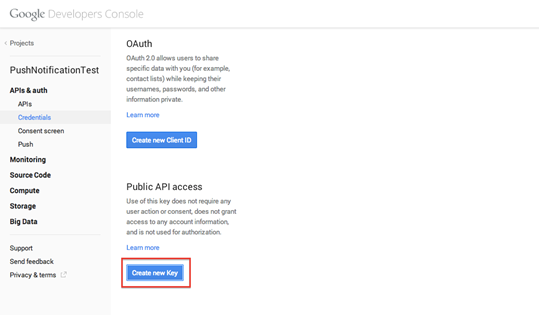 Google Developers Console
Projects
PushNotificationTest
APIs & auth
APIs
Credentials
Consent screen
Push
Monitoring
Source Code
Compute
Storage
Big Data
Support
Send feedback
Privacy & terms
OAuth
OAuth 2.0 allows users to share
specific data with you (for example,
contact lists) while keeping their
usernames, passwords, and other
information private.
Learn more
Create new Client ID
Public API access
Use of this key does not require any
user action or consent, does not grant
access to any account information,
and is not used for authorization.
Learn more
Create new Key